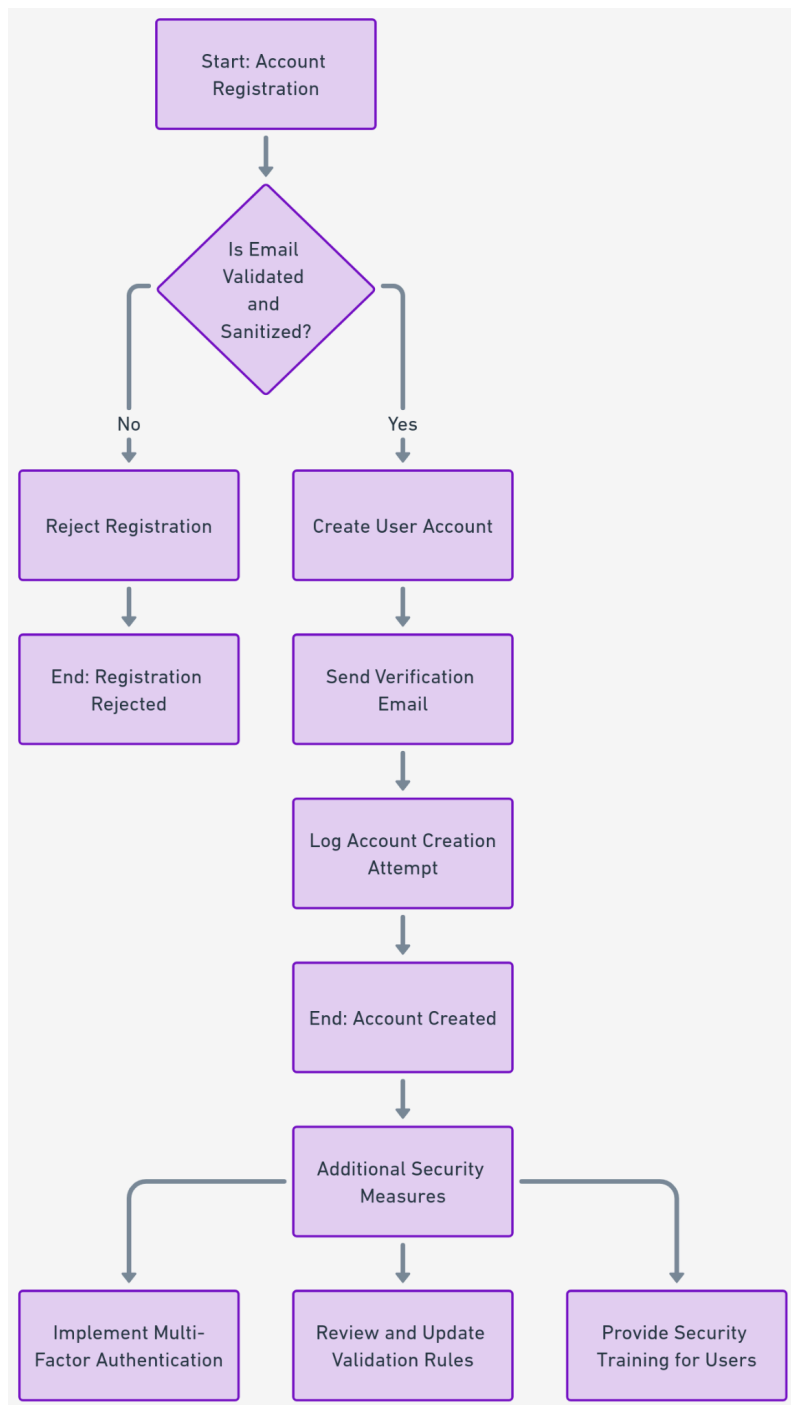 Start: Account
Registration
Is Email
Validated
and
Sanitized?
No
Yes
Reject Registration
Create User Account
End: Registration
Rejected
Send Verification
Email
Log Account Creation
Attempt
End: Account Created
Additional Security
Measures
Implement Multi-
Factor Authentication
Review and Update
Validation Rules
Provide Security
Training for Users